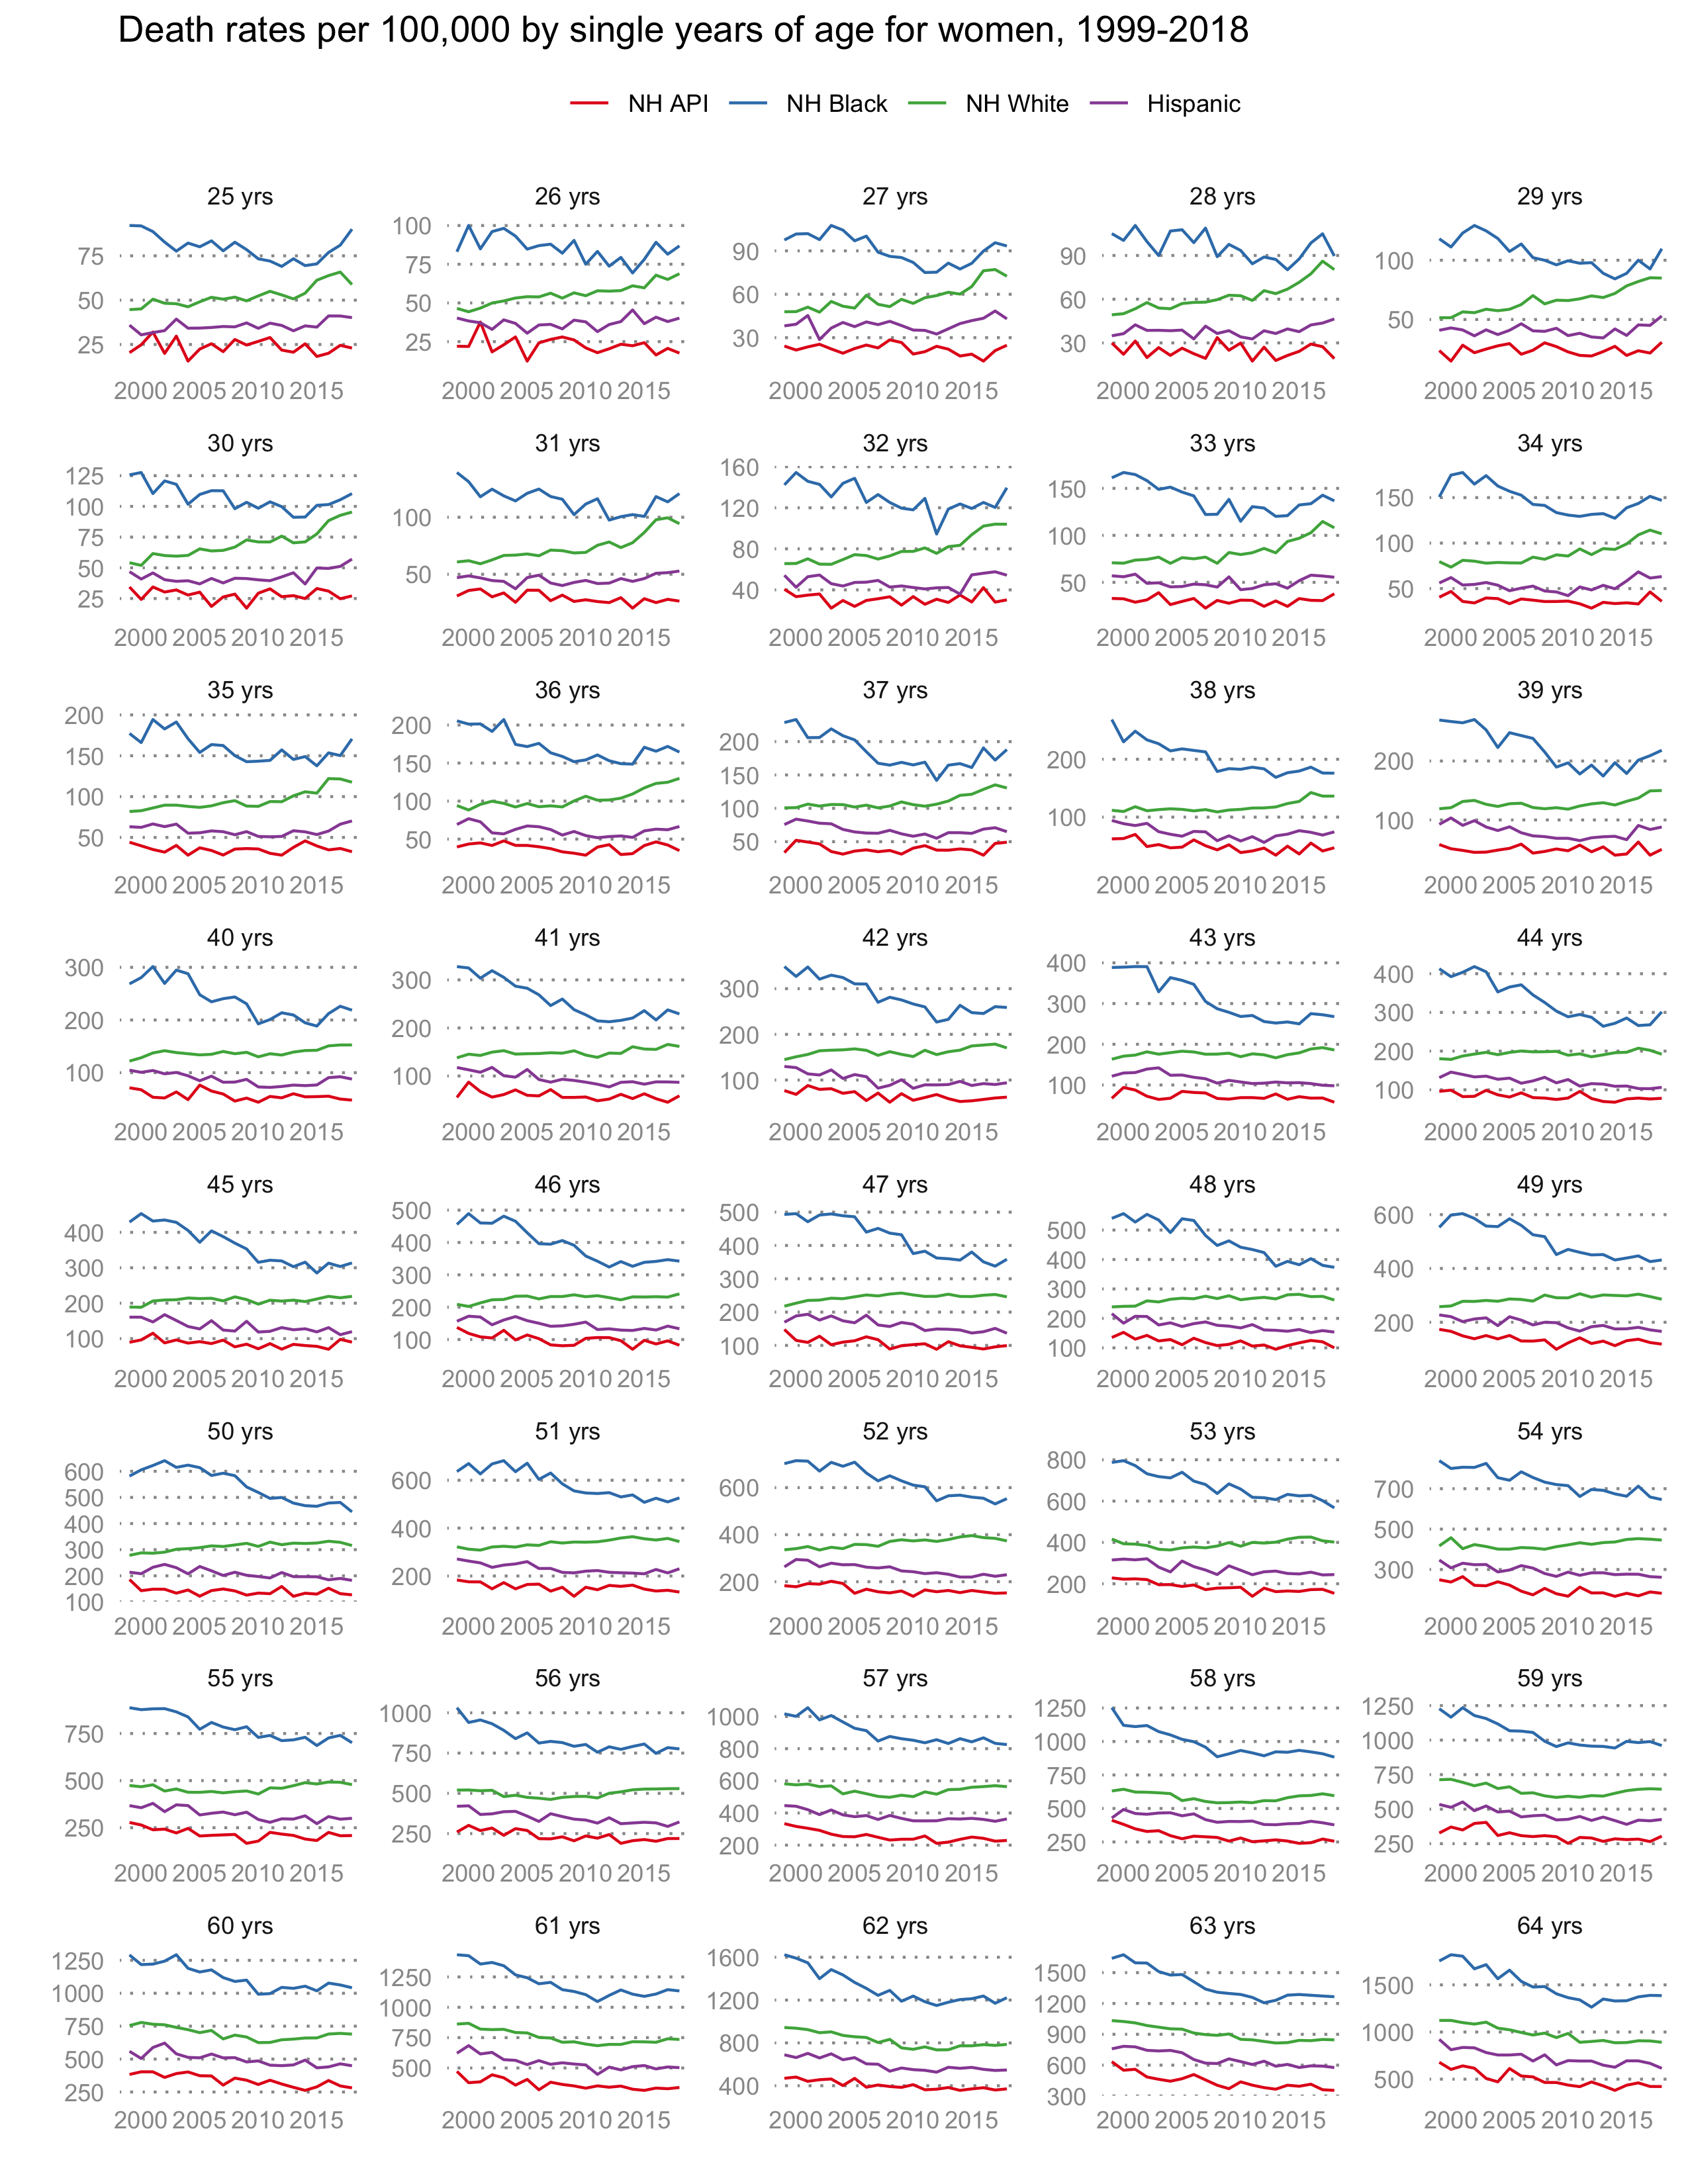 Death rates per 100,000 by single years of age for women, 1999-2018
NH API NH Black NH White Hispanic
25 yrs 26 yrs 27 yrs 28 yrs 29 yrs
75 50 25
100 75 50 25
90 60 30
90 60 30
100 50
2000 2005 2010 2015 2000 2005 2010 2015 2000 2005 2010 2015 2000 2005 2010 2015 2000 2005 2010 2015
30 yrs 31 yrs 32 yrs 33 yrs 34 yrs
125 100 75 50 25
100 50
160 120 80 40
150 100 50
150 100 50
2000 2005 2010 2015 2000 2005 2010 2015 2000 2005 2010 2015 2000 2005 2010 2015 2000 2005 2010 2015
35 yrs 36 yrs 37 yrs 38 yrs 39 yrs
200 150 100 50
200 150 100 50
200 150 100 50
200 100
200 100
2000 2005 2010 2015 2000 2005 2010 2015 2000 2005 2010 2015 2000 2005 2010 2015 2000 2005 2010 2015
40 yrs 41 yrs 42 yrs 43 yrs 44 yrs
300 200 100
300 200 100
300 200 100
400 300 200 100
400 300 200 100
2000 2005 2010 2015 2000 2005 2010 2015 2000 2005 2010 2015 2000 2005 2010 2015 2000 2005 2010 2015
45 yrs 46 yrs 47 yrs 48 yrs 49 yrs
400 300 200 100
500 400 300 200 100
500 400 300 200 100
500 400 300 200 100
600 400 200
2000 2005 2010 2015 2000 2005 2010 2015 2000 2005 2010 2015 2000 2005 2010 2015 2000 2005 2010 2015
50 yrs 51 yrs 52 yrs 53 yrs 54 yrs
600 500 400 300 200 100
600 400 200
600 400 200
800 600 400 200
700 500 300
2000 2005 2010 2015 2000 2005 2010 2015 2000 2005 2010 2015 2000 2005 2010 2015 2000 2005 2010 2015
55 yrs 56 yrs 57 yrs 58 yrs 59 yrs
750 500 250
1000 750 500 250
1000 800 600 400 200
1250 1000 750 500 250
1250 1000 750 500 250
2000 2005 2010 2015 2000 2005 2010 2015 2000 2005 2010 2015 2000 2005 2010 2015 2000 2005 2010 2015
60 yrs 61 yrs 62 yrs 63 yrs 64 yrs
1250 1000 750 500 250
1250 1000 750 500
1600 1200 800 400
1500 1200 900 600 300
1500 1000 500
2000 2005 2010 2015 2000 2005 2010 2015 2000 2005 2010 2015 2000 2005 2010 2015 2000 2005 2010 2015